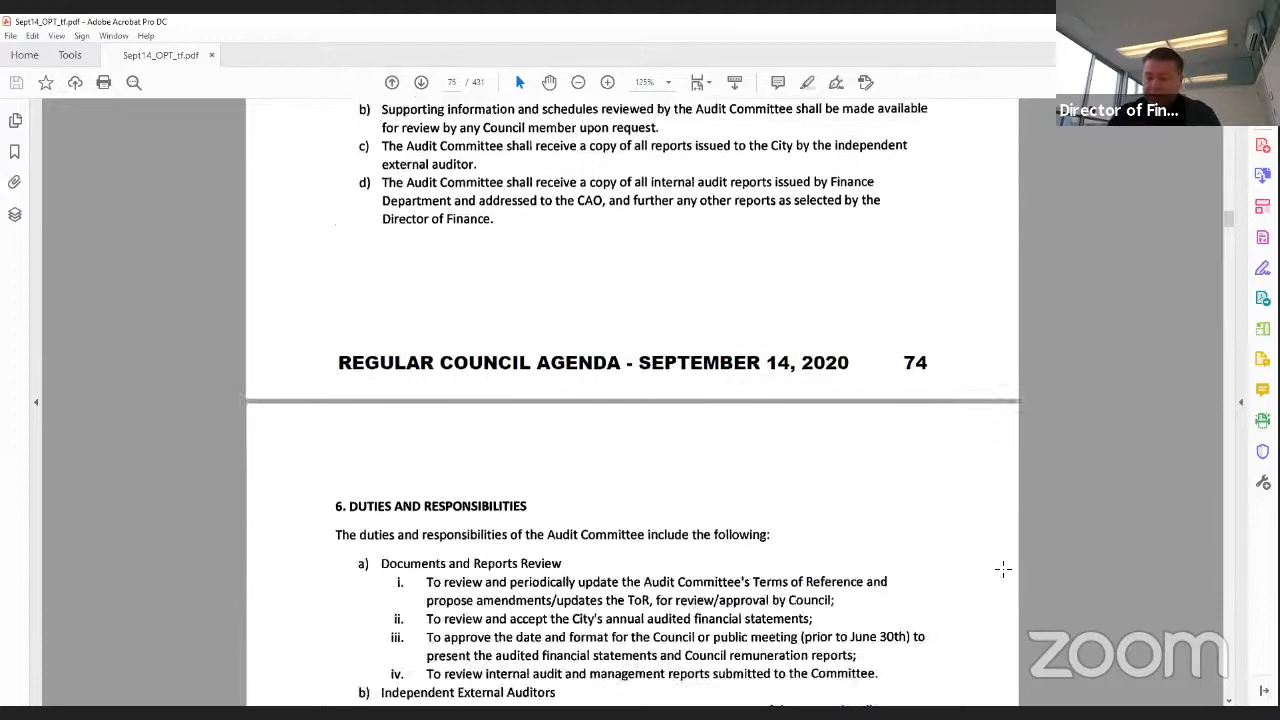 Sept14_OPT_tf.pdf - Adobe Acrobat Pro DC
File Edit View Sign Window Help
Home Tools Sept14_OPT_tf.pdf ×
75 / 431 125%
Director of Fin...
b) Supporting information and schedules reviewed by the Audit Committee shall be made available
for review by any Council member upon request.
c) The Audit Committee shall receive a copy of all reports issued to the City by the independent
external auditor.
d) The Audit Committee shall receive a copy of all internal audit reports issued by Finance
Department and addressed to the CAO, and further any other reports as selected by the
Director of Finance.
REGULAR COUNCIL AGENDA - SEPTEMBER 14, 2020 74
6. DUTIES AND RESPONSIBILITIES
The duties and responsibilities of the Audit Committee include the following:
a) Documents and Reports Review
i. To review and periodically update the Audit Committee's Terms of Reference and
propose amendments/updates the ToR, for review/approval by Council;
ii. To review and accept the City's annual audited financial statements;
iii. To approve the date and format for the Council or public meeting (prior to June 30th) to
present the audited financial statements and Council remuneration reports;
iv. To review internal audit and management reports submitted to the Committee.
b) Independent External Auditors
zoom